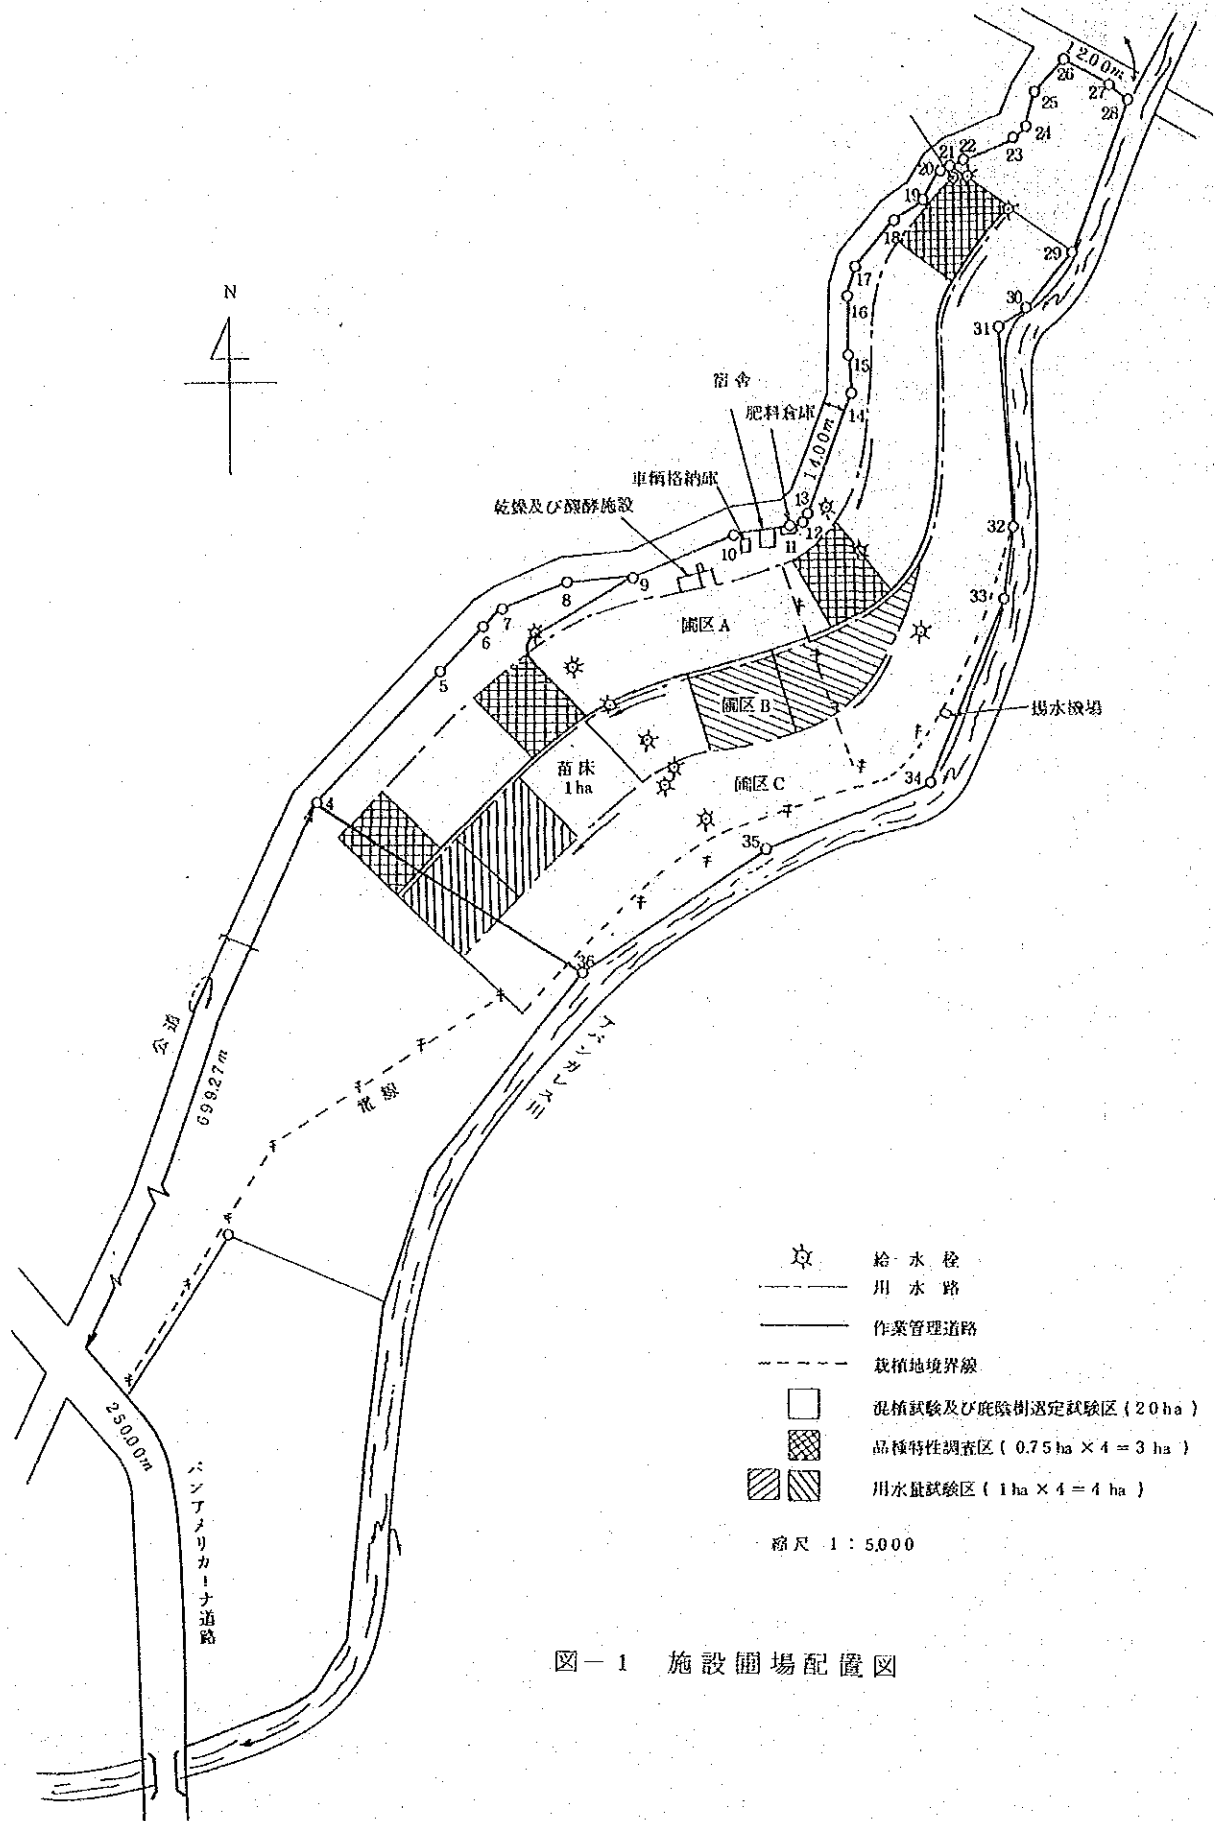 12.00m
26
27
28
25
24
23
22
21
20
19
18
29
30
31
17
16
15
14
N
宿舎
肥料倉庫
14.00m
車輌格納庫
乾燥及び醗酵施設
13
12
11
10
9
8
7
6
5
4
32
33
34
35
36
圃区A
圃区B
圃区C
苗床
1ha
揚水機場
公道
699.27m
電線
アバンガレス川
250.00m
パンアメリカーナ道路
給水栓
用水路
作業管理道路
栽植地境界線
混植試験及び庇陰樹選定試験区(20ha)
品種特性調査区(0.75ha×4=3ha)
用水量試験区(1ha×4=4ha)
縮尺 1:5,000
図-1 施設圃場配置図